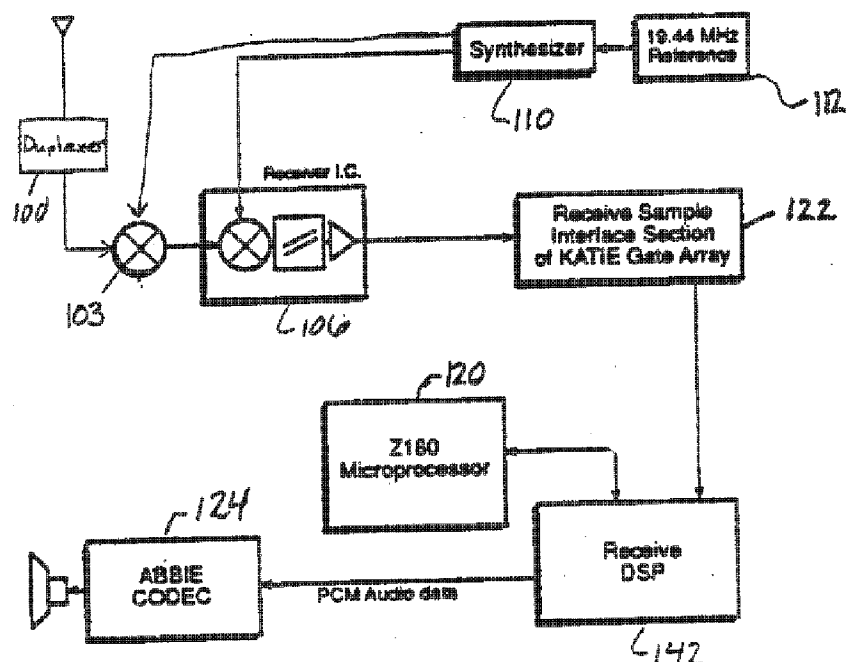 Synthesizer
19.44 MHz
Reference
110
112
Duplexer
100
Receiver I.C.
103
106
Receive Sample
Interface Section
of KATIE Gate Array
122
120
Z180
Microprocessor
124
ABBIE
CODEC
PCM Audio data
Receive
DSP
142